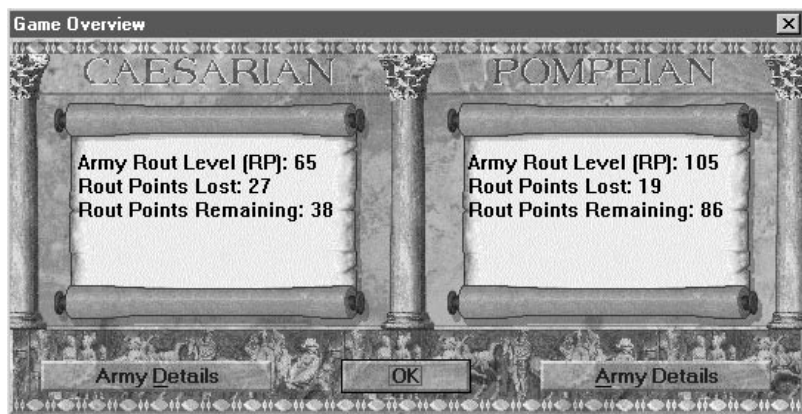 Game Overview
CAESARIAN
Army Rout Level (RP): 65
Rout Points Lost: 27
Rout Points Remaining: 38
POMPEIAN
Army Rout Level (RP): 105
Rout Points Lost: 19
Rout Points Remaining: 86
Army Details
OK
Army Details